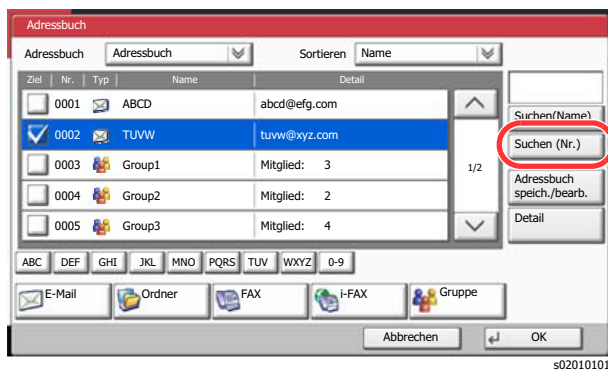 Adressbuch
Adressbuch Adressbuch Sortieren Name
Ziel Nr. Typ Name Detail
0001 ABCD abcd@efg.com
Suchen(Name)
0002 TUVW tuvw@xyz.com
Suchen (Nr.)
0003 Group1 Mitglied: 3 1/2
Adressbuch
speich./bearb.
0004 Group2 Mitglied: 2
Detail
0005 Group3 Mitglied: 4
ABC DEF GHI JKL MNO PQRS TUV WXYZ 0-9
E-Mail Ordner FAX i-FAX Gruppe
Abbrechen OK
s02010101